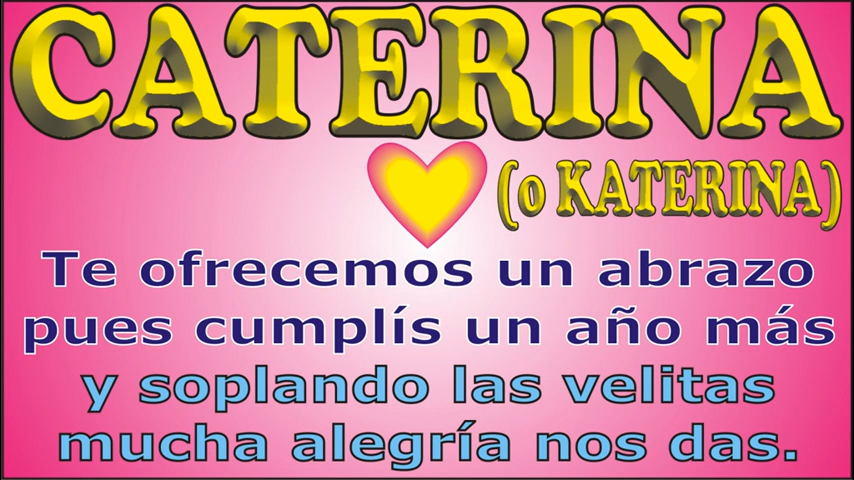 CATERINA
(o KATERINA)
Te ofrecemos un abrazo
pues cumplís un año más
y soplando las velitas
mucha alegría nos das.